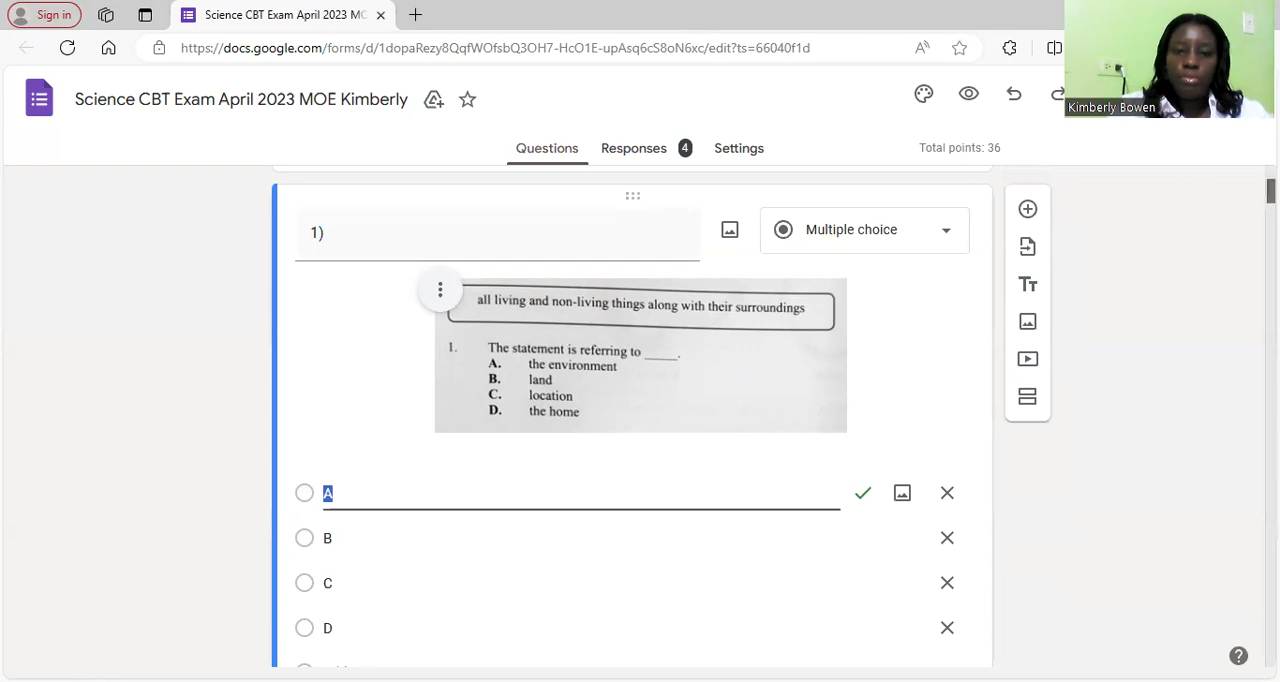 Sign in
Science CBT Exam April 2023 MC
https://docs.google.com/forms/d/1dopaRezy8QqfWOfsbQ3OH7-HcO1E-upAsq6cS8oN6xc/edit?ts=66040f1d
Science CBT Exam April 2023 MOE Kimberly
Kimberly Bowen
Questions
Responses 4
Settings
Total points: 36
1)
Multiple choice
all living and non-living things along with their surroundings
1. The statement is referring to _____.
A. the environment
B. land
C. location
D. the home
A
B
C
D